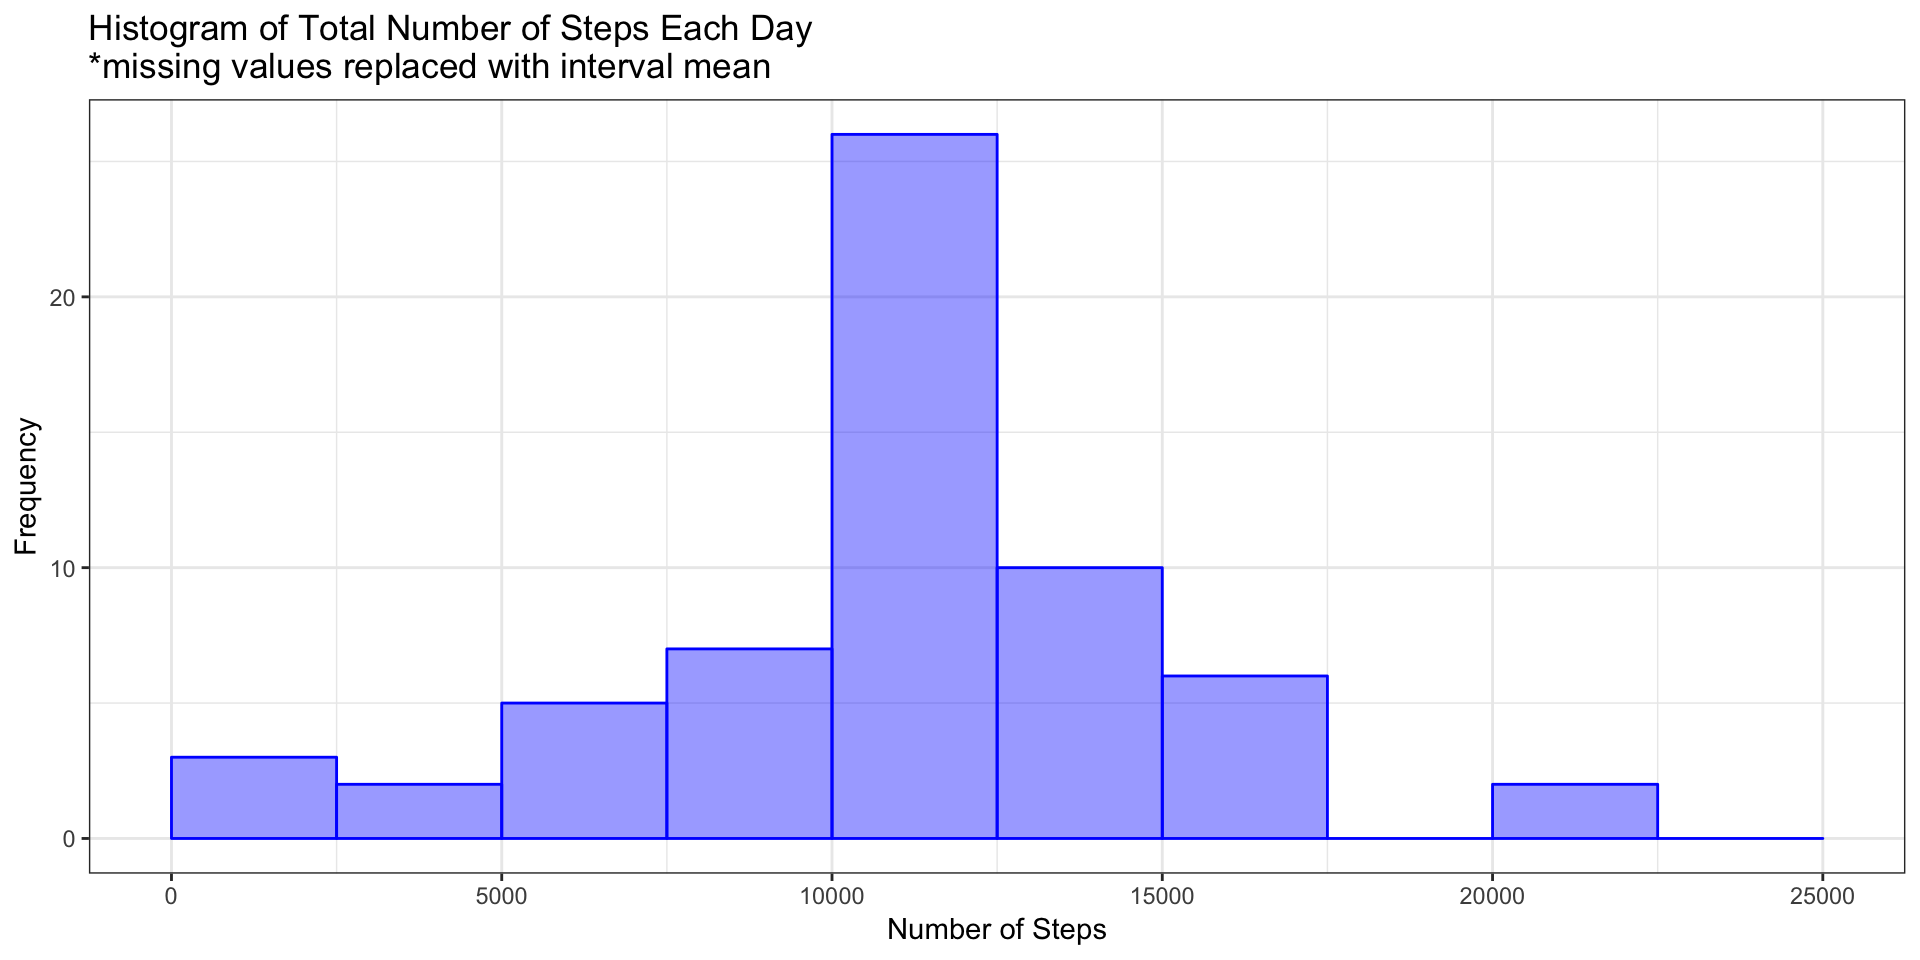 Histogram of Total Number of Steps Each Day
*missing values replaced with interval mean
Frequency
20
10
0
0 5000 10000 15000 20000 25000
Number of Steps